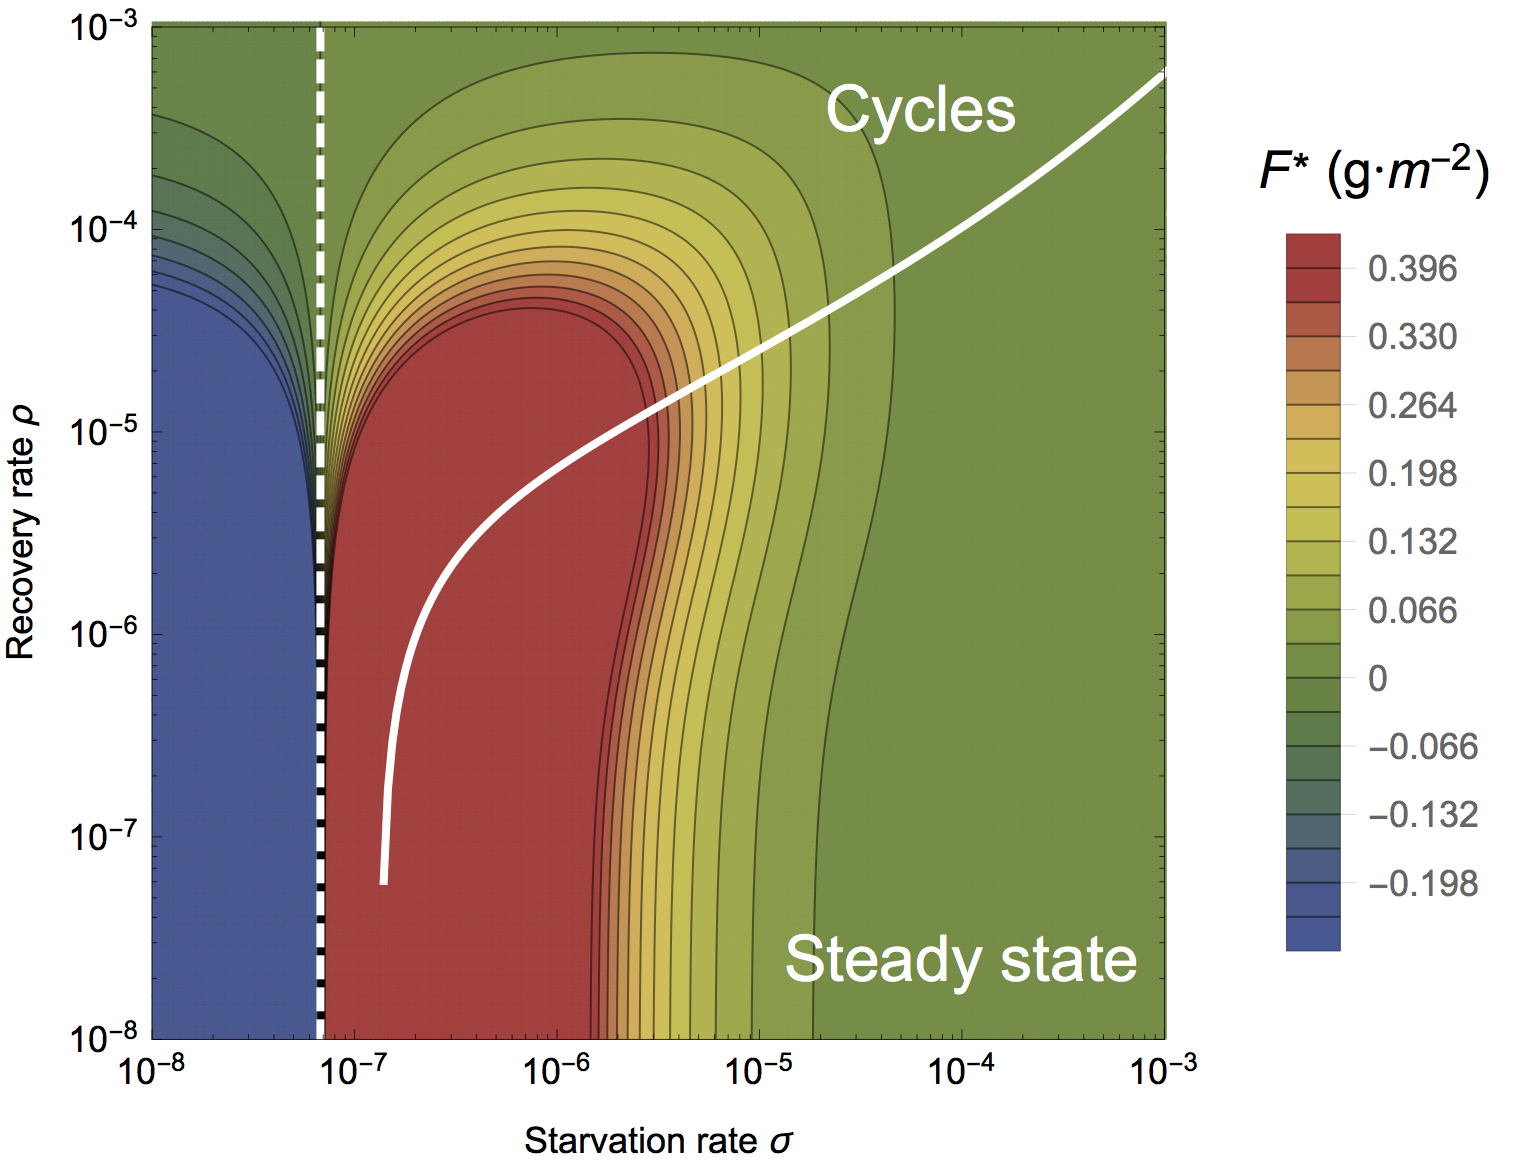 10⁻³
10⁻⁴
10⁻⁵
10⁻⁶
10⁻⁷
10⁻⁸
Recovery rate ρ
Cycles
Steady state
10⁻⁸ 10⁻⁷ 10⁻⁶ 10⁻⁵ 10⁻⁴ 10⁻³
Starvation rate σ
F* (g·m⁻²)
0.396
0.330
0.264
0.198
0.132
0.066
0
−0.066
−0.132
−0.198